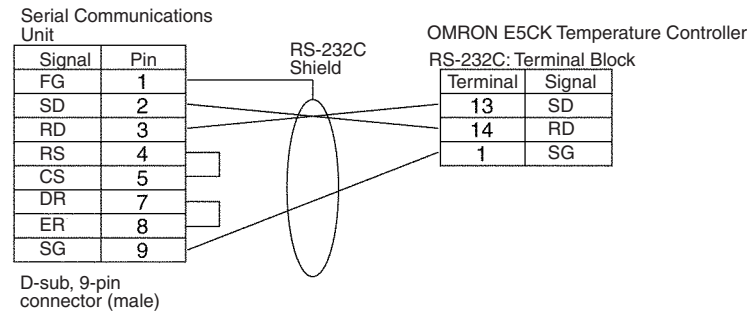 Serial Communications
Unit
OMRON E5CK Temperature Controller
RS-232C
Shield
RS-232C: Terminal Block
Signal Pin
FG 1
SD 2
RD 3
RS 4
CS 5
DR 7
ER 8
SG 9
Terminal Signal
13 SD
14 RD
1 SG
D-sub, 9-pin
connector (male)